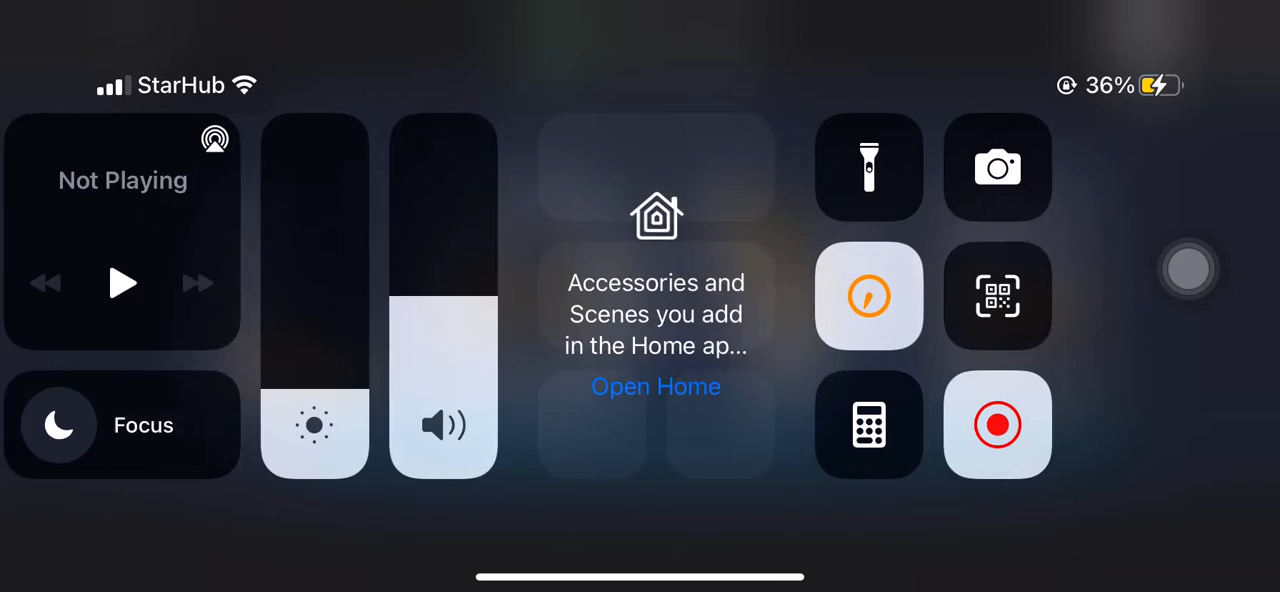 StarHub
36%
Not Playing
Focus
Accessories and
Scenes you add
in the Home ap...
Open Home